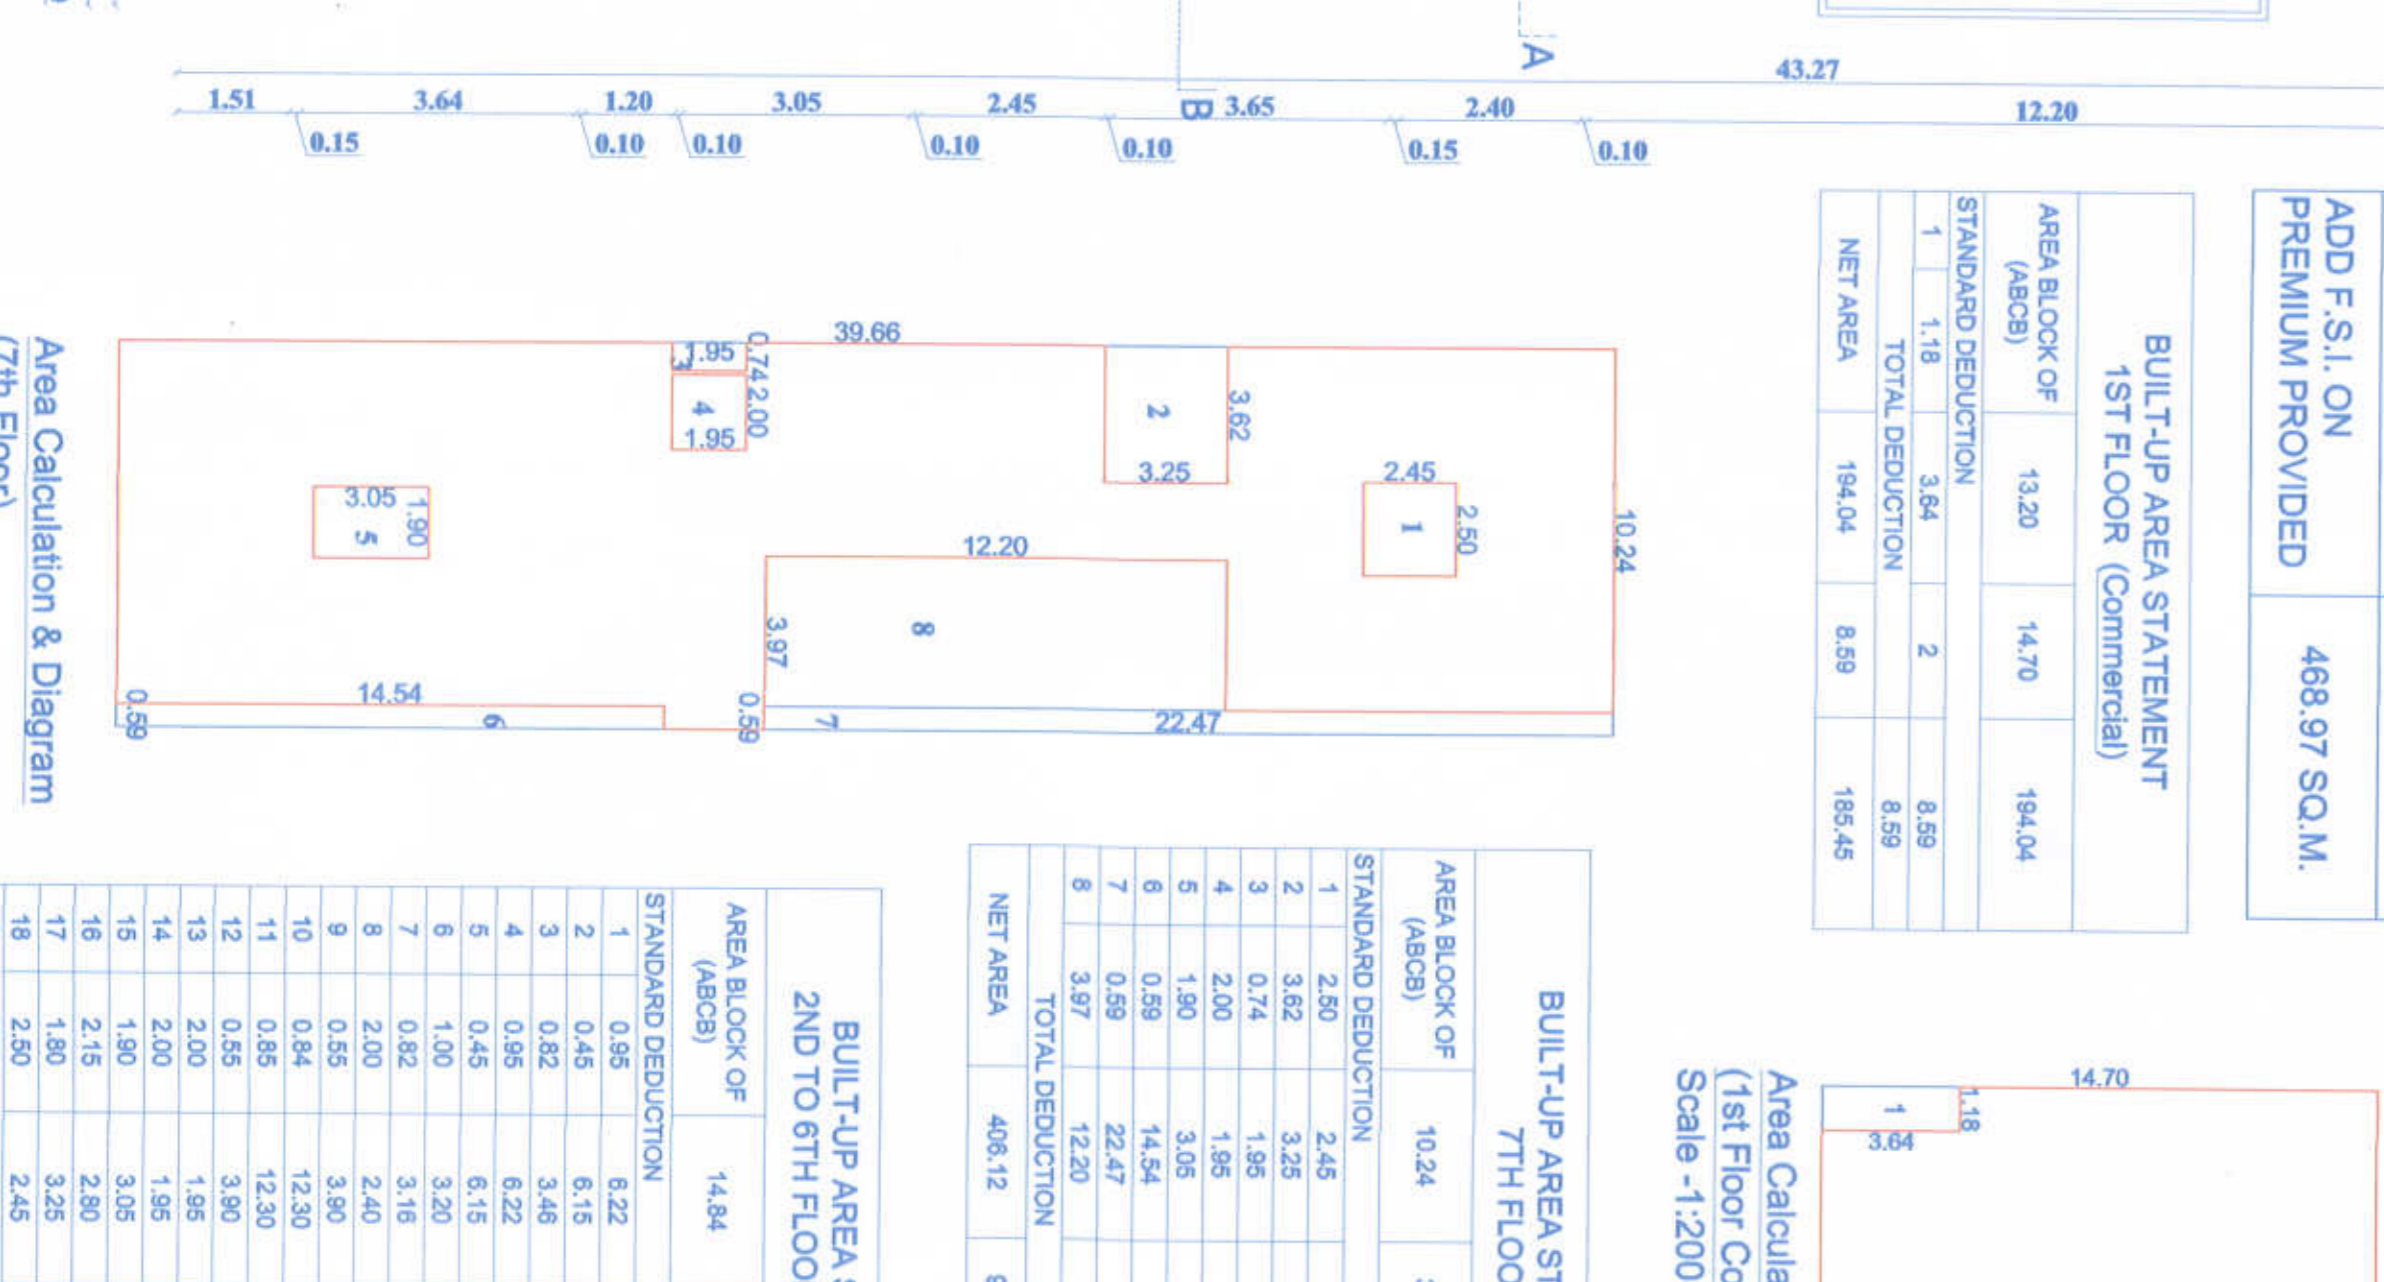 A
B
43.27
1.51 3.64 1.20 3.05 2.45 3.65 2.40 12.20
0.15 0.10 0.10 0.10 0.10 0.15 0.10
ADD F.S.I. ON
PREMIUM PROVIDED
468.97 SQ.M.
BUILT-UP AREA STATEMENT
1ST FLOOR (Commercial)
AREA BLOCK OF
(ABCB)
13.20 14.70 194.04
STANDARD DEDUCTION
1 1.18 3.64 2 8.59
TOTAL DEDUCTION 8.59
NET AREA 194.04 8.59 185.45
39.66
10.24
2.45
2.50
1
3.62
2
3.25
0.74
1.95
3
2.00
4
1.95
3.05
1.90
5
12.20
8
3.97
14.54
6
0.59
0.59
7
22.47
Area Calculation & Diagram
(7th Floor)
BUILT-UP AREA ST
7TH FLOO
AREA BLOCK OF
(ABCB)
10.24
STANDARD DEDUCTION
1 2.50 2.45
2 3.62 3.25
3 0.74 1.95
4 2.00 1.95
5 1.90 3.05
6 0.59 14.54
7 0.59 22.47
8 3.97 12.20
TOTAL DEDUCTION
NET AREA 406.12
BUILT-UP AREA
2ND TO 6TH FLOO
AREA BLOCK OF
(ABCB)
14.84
STANDARD DEDUCTION
1 0.95 6.22
2 0.45 6.15
3 0.82 3.46
4 0.95 6.22
5 0.45 6.15
6 1.00 3.20
7 0.82 3.16
8 2.00 2.40
9 0.55 3.90
10 0.84 12.30
11 0.85 12.30
12 0.55 3.90
13 2.00 1.95
14 2.00 1.95
15 1.90 3.05
16 2.15 2.80
17 1.80 3.25
18 2.50 2.45
14.70
1.18
1
3.64
Area Calcula
(1st Floor Co
Scale -1:200